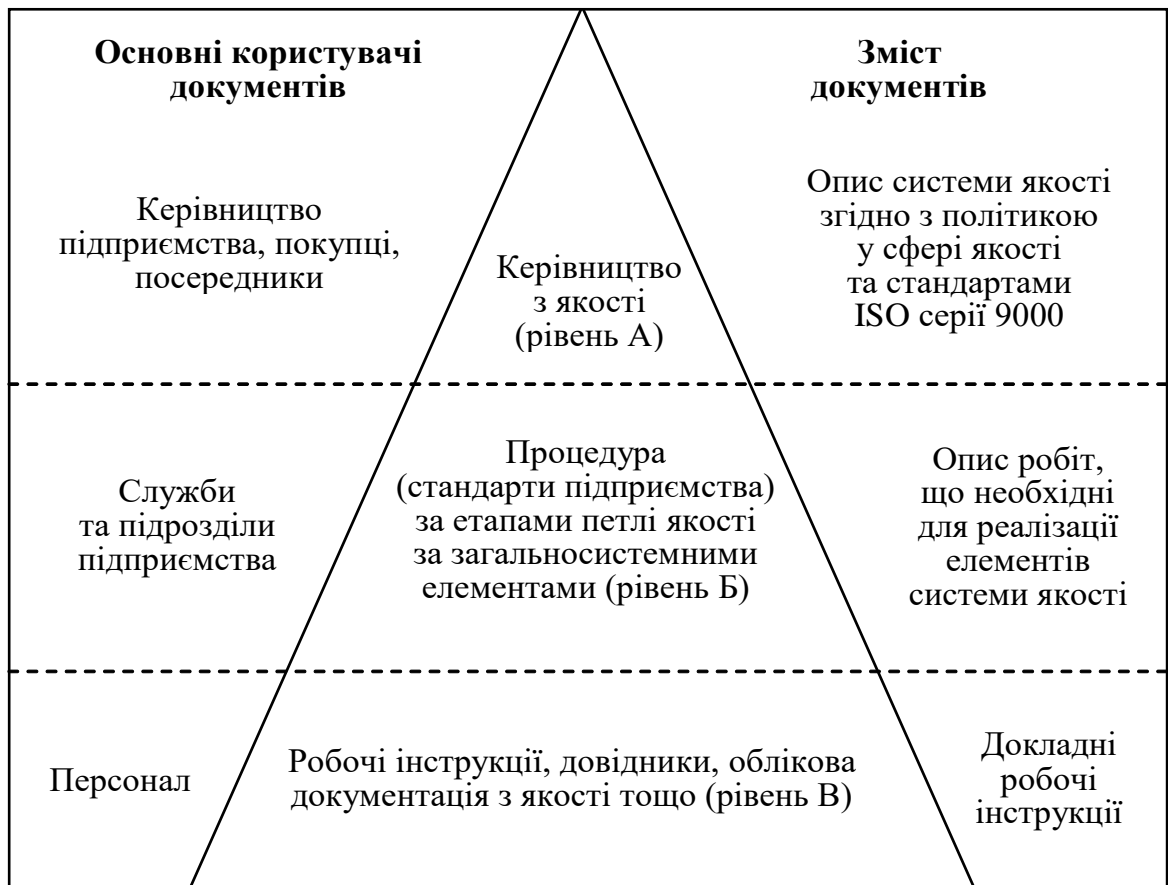 Основні користувачі
документів
Зміст
документів
Керівництво
підприємства, покупці,
посередники
Керівництво
з якості
(рівень А)
Опис системи якості
згідно з політикою
у сфері якості
та стандартами
ISO серії 9000
Служби
та підрозділи
підприємства
Процедура
(стандарти підприємства)
за етапами петлі якості
за загальносистемними
елементами (рівень Б)
Опис робіт,
що необхідні
для реалізації
елементів
системи якості
Персонал
Робочі інструкції, довідники, облікова
документація з якості тощо (рівень В)
Докладні
робочі
інструкції